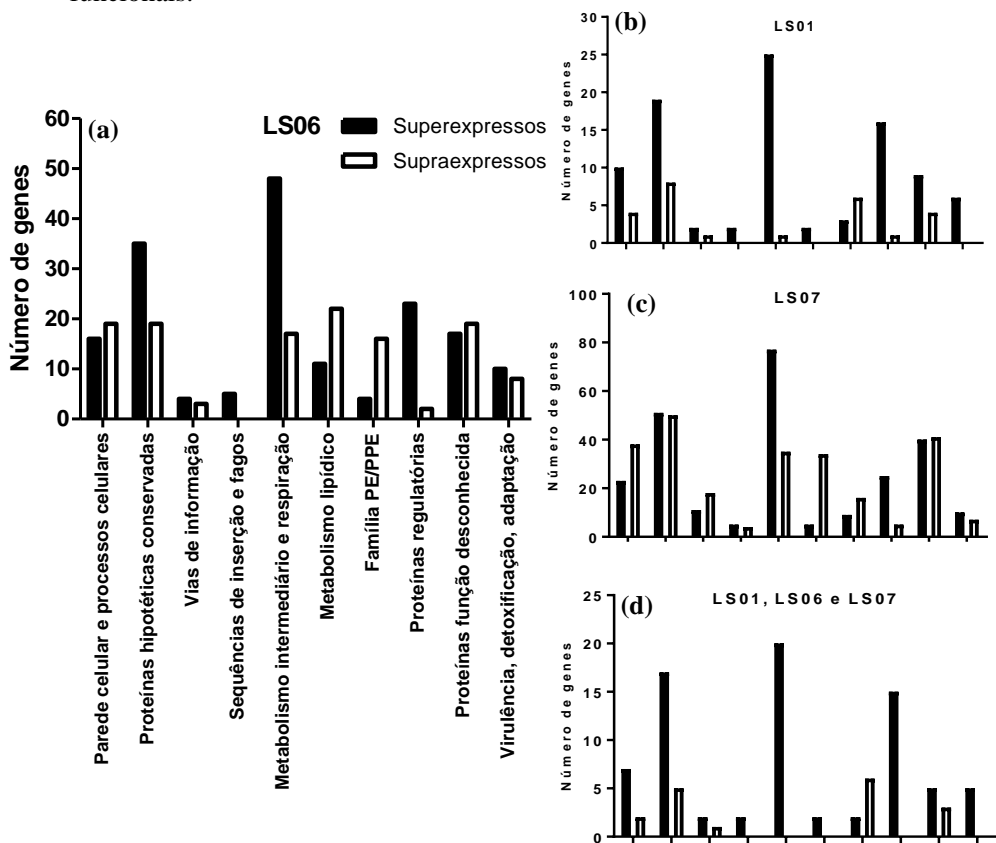 funcionais.
(a)
LS06
Superexpressos
Supraexpressos
Número de genes
60
50
40
30
20
10
0
Parede celular e processos celulares
Proteínas hipotéticas conservadas
Vias de informação
Sequências de inserção e fagos
Metabolismo intermediário e respiração
Metabolismo lipídico
Família PE/PPE
Proteínas regulatórias
Proteínas função desconhecida
Virulência, detoxificação, adaptação
(b)
LS01
Número de genes
30
25
20
15
10
5
0
(c)
LS07
Número de genes
100
80
60
40
20
0
(d)
LS01, LS06 e LS07
Número de genes
25
20
15
10
5
0